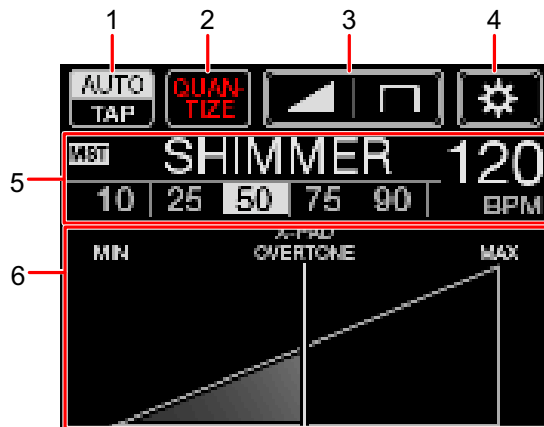 1 2 3 4
AUTO
TAP
QUAN-
TIZE
5
MST SHIMMER 120
10 25 50 75 90 BPM
6
X-PAD
MIN OVERTONE MAX